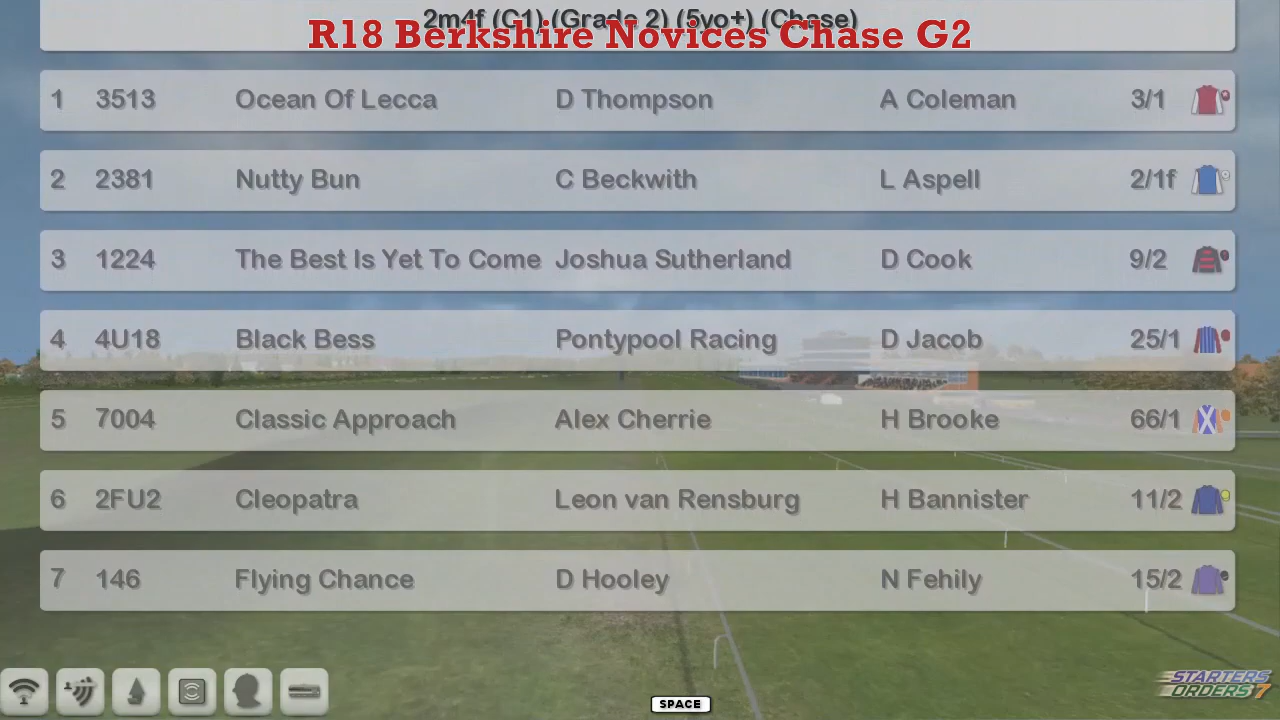 2m4f (C1) (Grade 2) (5yo+) (Chase)
R18 Berkshire Novices Chase G2
1 3513 Ocean Of Lecca D Thompson A Coleman 3/1
2 2381 Nutty Bun C Beckwith L Aspell 2/1f
3 1224 The Best Is Yet To Come Joshua Sutherland D Cook 9/2
4 4U18 Black Bess Pontypool Racing D Jacob 25/1
5 7004 Classic Approach Alex Cherrie H Brooke 66/1
6 2FU2 Cleopatra Leon van Rensburg H Bannister 11/2
7 146 Flying Chance D Hooley N Fehily 15/2
SPACE
STARTERS
ORDERS 7